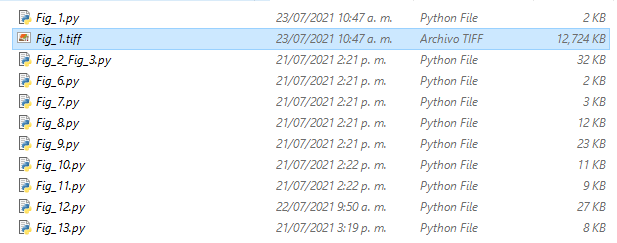 Fig_1.py 23/07/2021 10:47 a. m. Python File 2 KB
Fig_1.tiff 23/07/2021 10:47 a. m. Archivo TIFF 12,724 KB
Fig_2_Fig_3.py 21/07/2021 2:21 p. m. Python File 32 KB
Fig_6.py 21/07/2021 2:21 p. m. Python File 2 KB
Fig_7.py 21/07/2021 2:21 p. m. Python File 3 KB
Fig_8.py 21/07/2021 2:21 p. m. Python File 12 KB
Fig_9.py 21/07/2021 2:21 p. m. Python File 23 KB
Fig_10.py 21/07/2021 2:22 p. m. Python File 11 KB
Fig_11.py 21/07/2021 2:22 p. m. Python File 9 KB
Fig_12.py 22/07/2021 9:50 a. m. Python File 27 KB
Fig_13.py 21/07/2021 3:19 p. m. Python File 8 KB